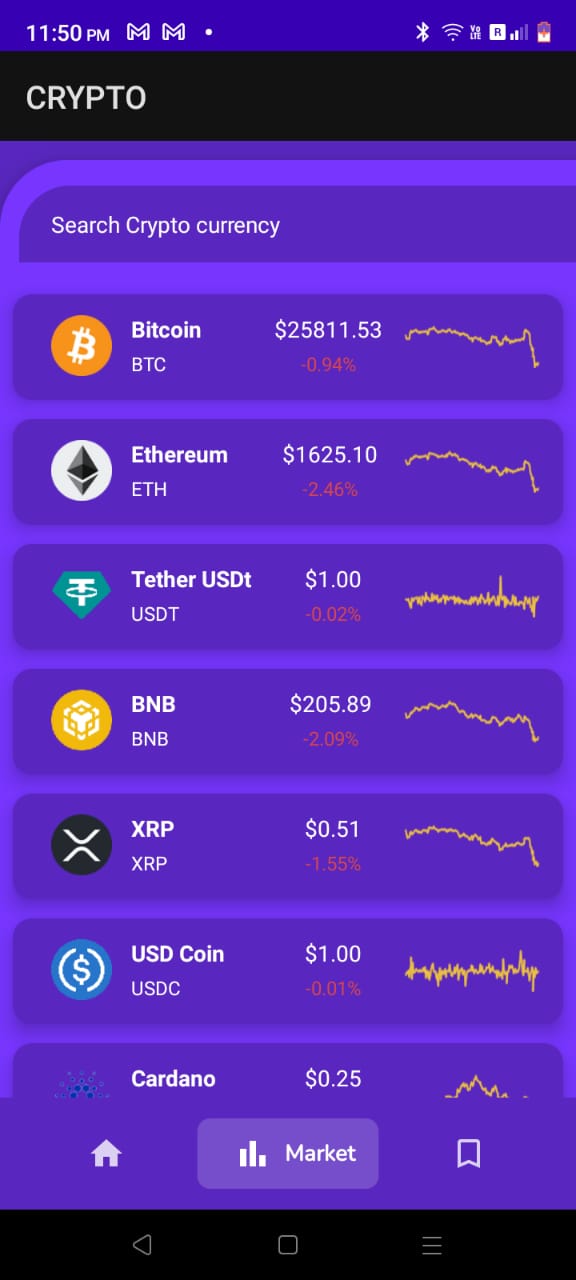 11:50 PM
Vo
LTE
R
CRYPTO
Search Crypto currency
Bitcoin $25811.53
BTC -0.94%
Ethereum $1625.10
ETH -2.46%
Tether USDt $1.00
USDT -0.02%
BNB $205.89
BNB -2.09%
XRP $0.51
XRP -1.55%
USD Coin $1.00
USDC -0.01%
Cardano $0.25
Market